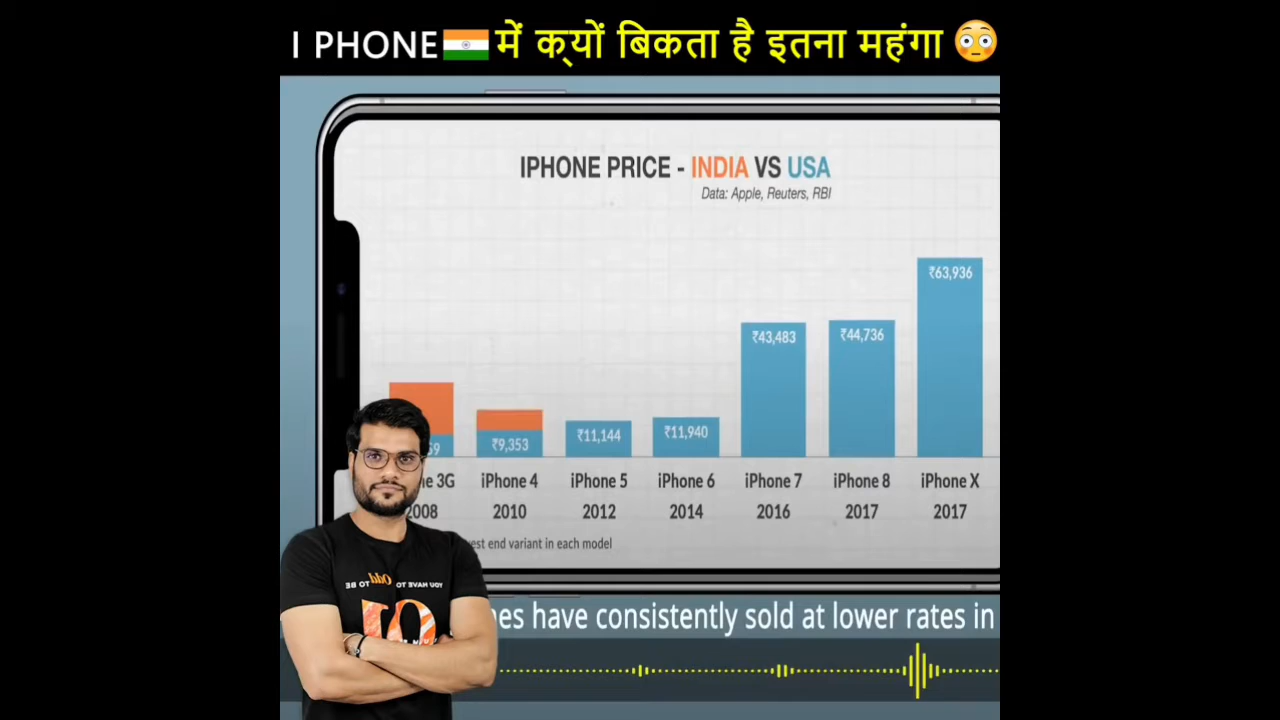 I PHONE में क्यों बिकता है इतना महंगा
IPHONE PRICE - INDIA VS USA
Data: Apple, Reuters, RBI
₹63,936
₹43,483
₹44,736
₹9,353
₹11,144
₹11,940
3G
iPhone 4
iPhone 5
iPhone 6
iPhone 7
iPhone 8
iPhone X
2008
2010
2012
2014
2016
2017
2017
end variant in each model
have consistently sold at lower rates in